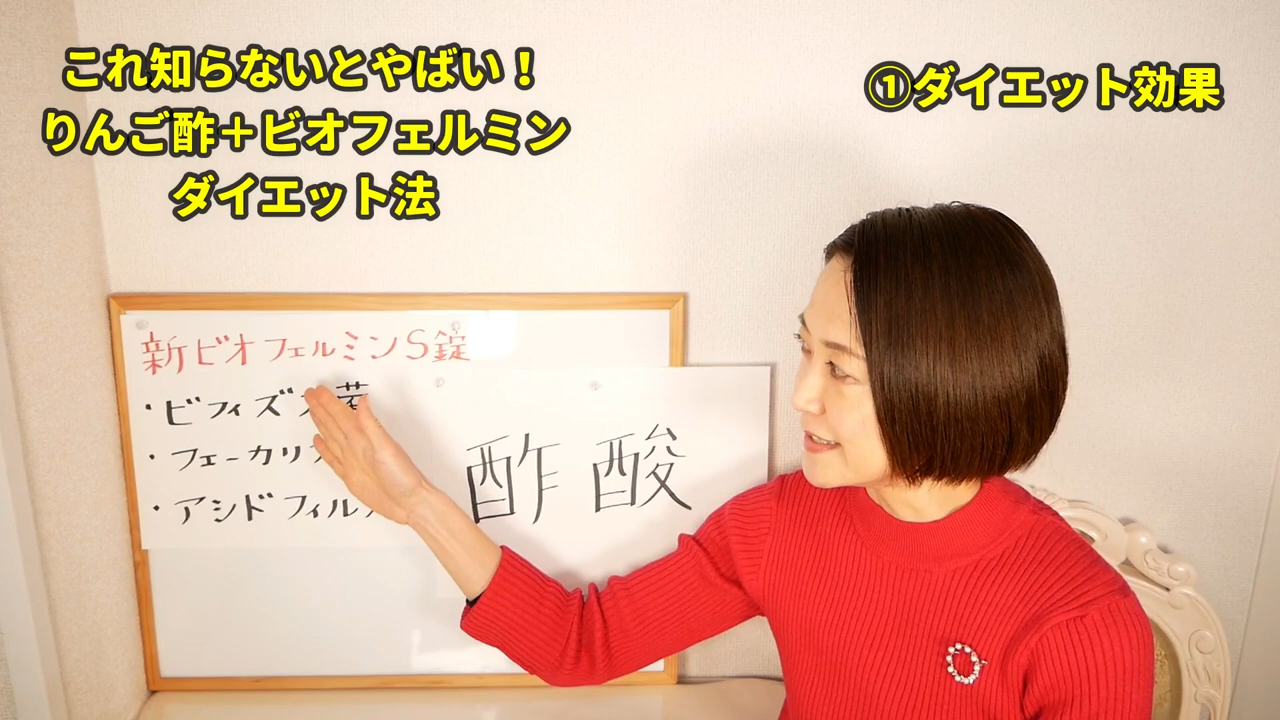 これ知らないとやばい！
りんご酢＋ビオフェルミン
ダイエット法
①ダイエット効果
新ビオフェルミンS錠
・ビフィズス菌
・フェーカリ
・アシドフィル
酢酸